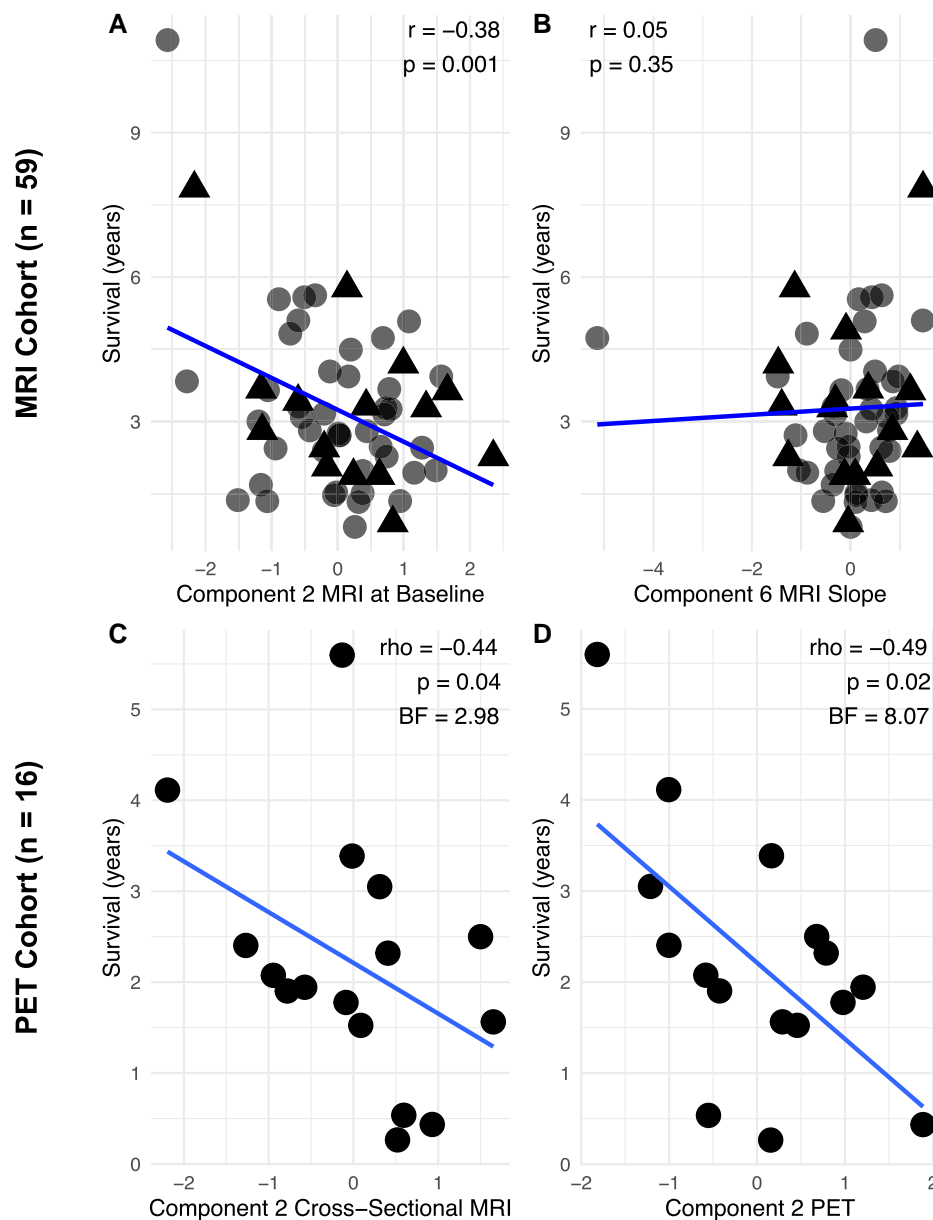 A
r = −0.38
p = 0.001
B
r = 0.05
p = 0.35
MRI Cohort (n = 59)
Survival (years)
9
6
3
−2
−1
0
1
2
Component 2 MRI at Baseline
Survival (years)
9
6
3
−4
−2
0
Component 6 MRI Slope
C
rho = −0.44
p = 0.04
BF = 2.98
D
rho = −0.49
p = 0.02
BF = 8.07
PET Cohort (n = 16)
Survival (years)
5
4
3
2
1
0
−2
−1
0
1
Component 2 Cross−Sectional MRI
Survival (years)
5
4
3
2
1
0
−2
−1
0
1
2
Component 2 PET